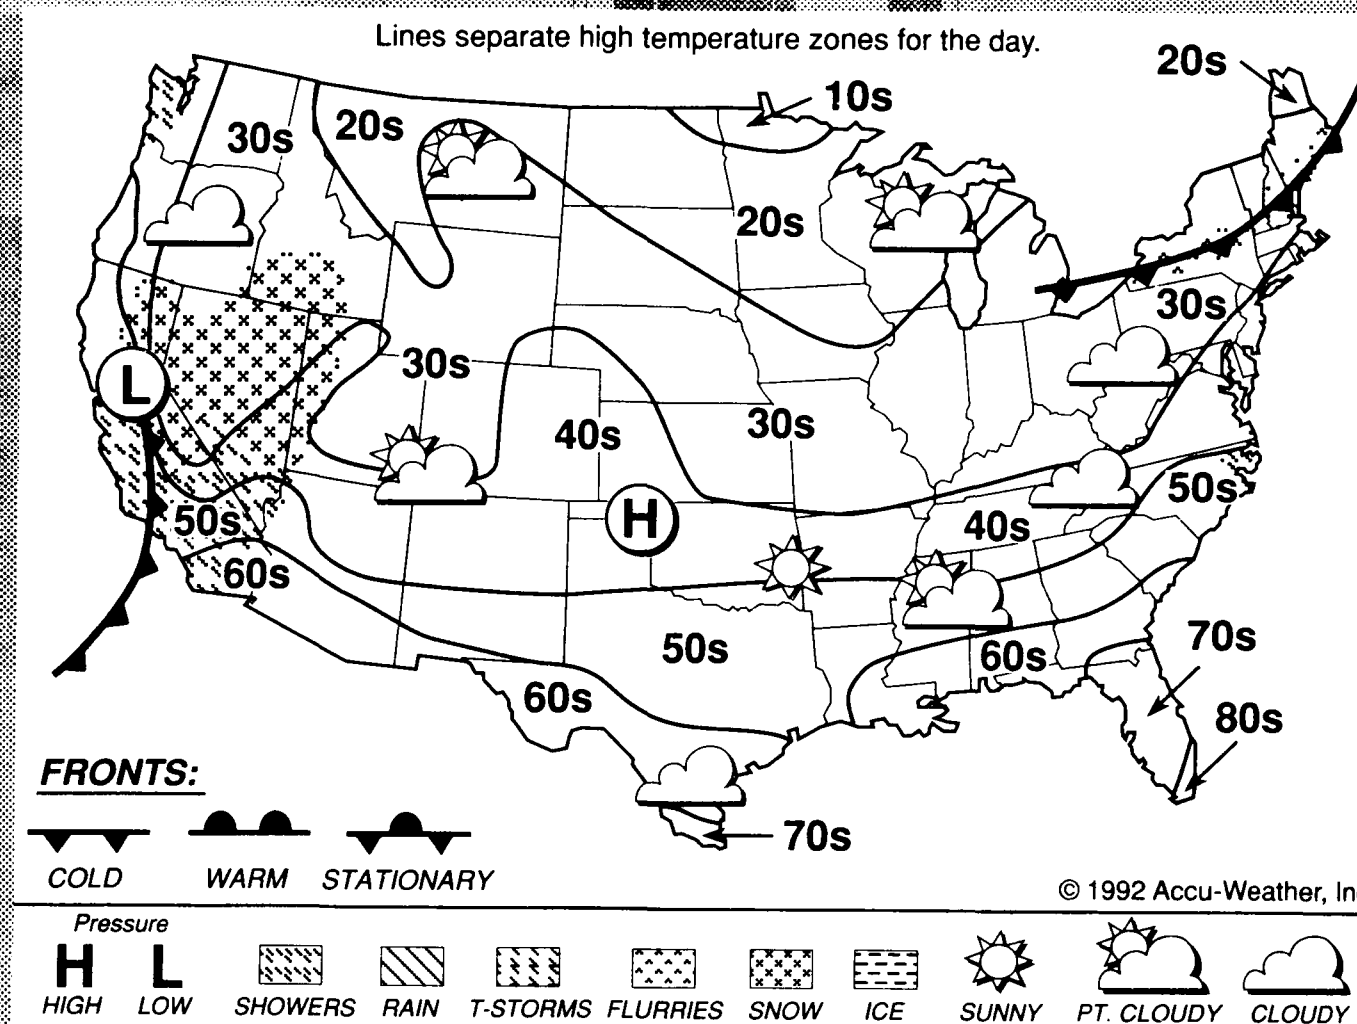 Lines separate high temperature zones for the day.
20s
10s
30s
20s
20s
30s
30s
40s
30s
50s
50s
40s
60s
50s
60s
70s
60s
80s
70s
L
H
FRONTS:
COLD WARM STATIONARY
© 1992 Accu-Weather, In
Pressure
H L
HIGH LOW SHOWERS RAIN T-STORMS FLURRIES SNOW ICE SUNNY PT. CLOUDY CLOUDY